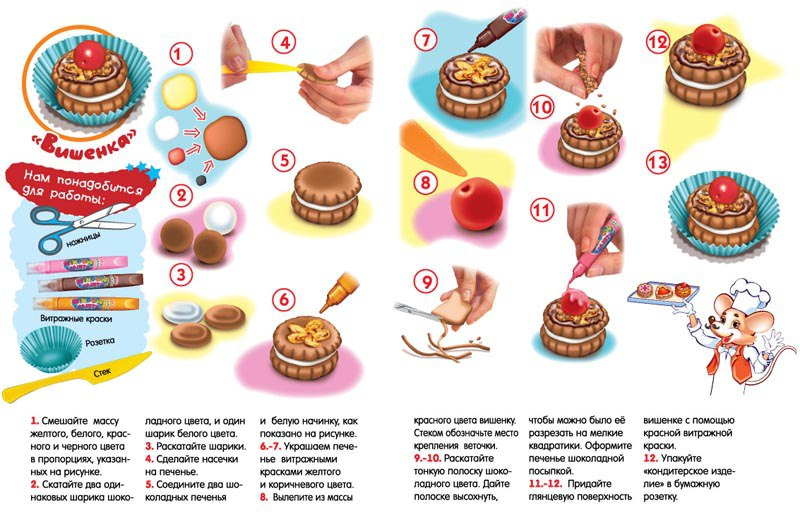 «Вишенка»
Нам понадобится
для работы:
ножницы
Витражные краски
Розетка
Стек
1
2
3
4
5
6
7
8
9
10
11
12
13
1. Смешайте массу
желтого, белого, крас-
ного и черного цвета
в пропорциях, указан-
ных на рисунке.
2. Скатайте два оди-
наковых шарика шоко-
ладного цвета, и один
шарик белого цвета.
3. Раскатайте шарики.
4. Сделайте насечки
на печенье.
5. Соедините два шо-
коладных печенья
и белую начинку, как
показано на рисунке.
6.-7. Украшаем пече-
нье витражными
красками желтого
и коричневого цвета.
8. Вылепите из массы
красного цвета вишенку.
Стеком обозначьте место
крепления веточки.
9.-10. Раскатайте
тонкую полоску шоко-
ладного цвета. Дайте
полоске высохнуть,
чтобы можно было её
разрезать на мелкие
квадратики. Оформите
печенье шоколадной
посыпкой.
11.-12. Придайте
глянцевую поверхность
вишенке с помощью
красной витражной
краски.
12. Упакуйте
«кондитерское изде-
лие» в бумажную
розетку.